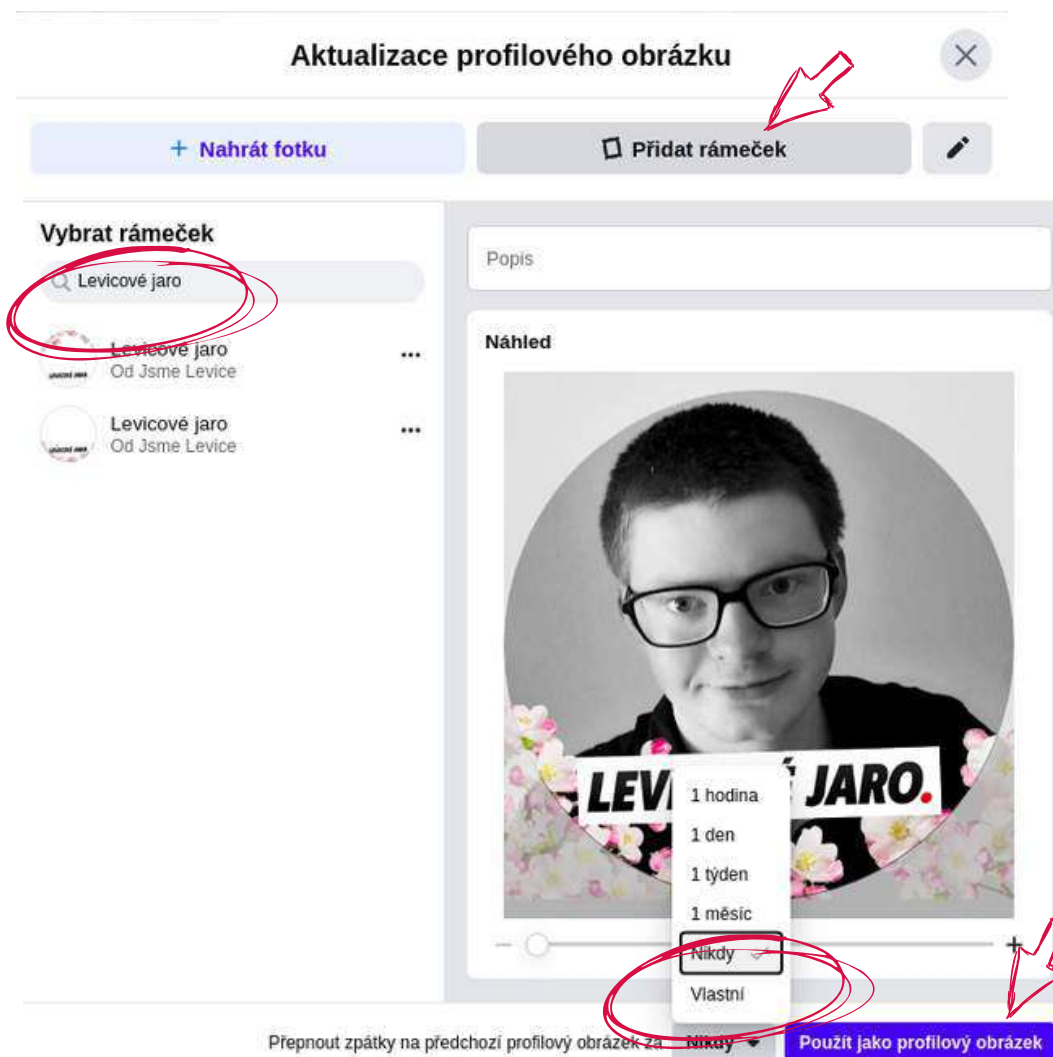 Aktualizace profilového obrázku
+ Nahrát fotku
Přidat rámeček
Vybrat rámeček
Levicové jaro
Levicové jaro
Od Jsme Levice
Levicové jaro
Od Jsme Levice
Popis
Náhled
JARO.
1 hodina
1 den
1 týden
1 měsíc
Nikdy
Vlastní
Přepnout zpátky na předchozí profilový obrázek za
Nikdy
Použít jako profilový obrázek